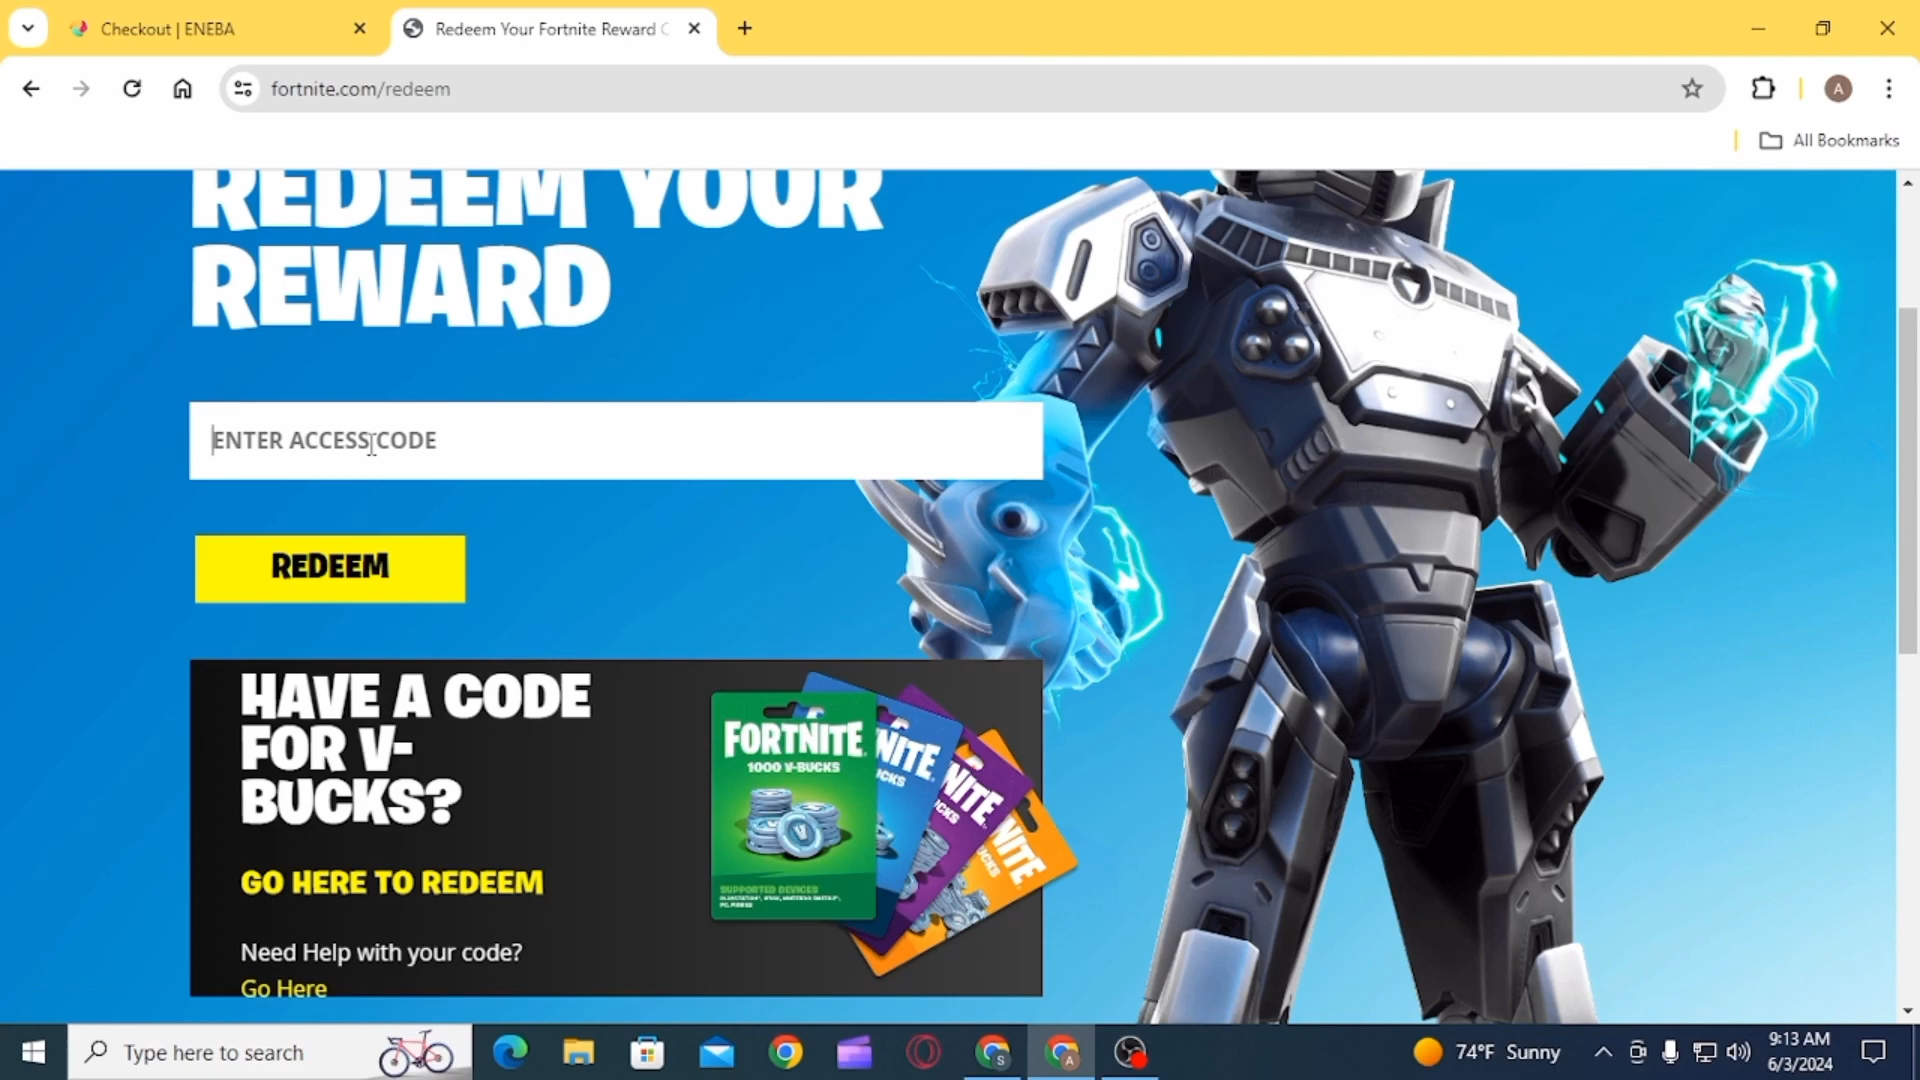 Checkout | ENEBA
Redeem Your Fortnite Reward
fortnite.com/redeem
A
All Bookmarks
REDEEM YOUR
REWARD
ENTER ACCESS CODE
REDEEM
HAVE A CODE
FOR V-
BUCKS?
GO HERE TO REDEEM
Need Help with your code?
Go Here
FORTNITE
1000 V-BUCKS
SUPPORTED DEVICES
Type here to search
S
A
74°F Sunny
9:13 AM
6/3/2024